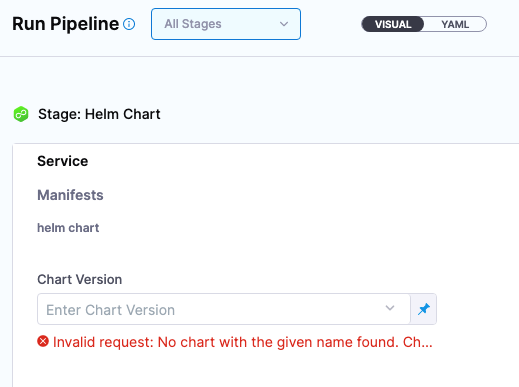 Run Pipeline
All Stages
VISUAL
YAML
Stage: Helm Chart
Service
Manifests
helm chart
Chart Version
Enter Chart Version
Invalid request: No chart with the given name found. Ch...